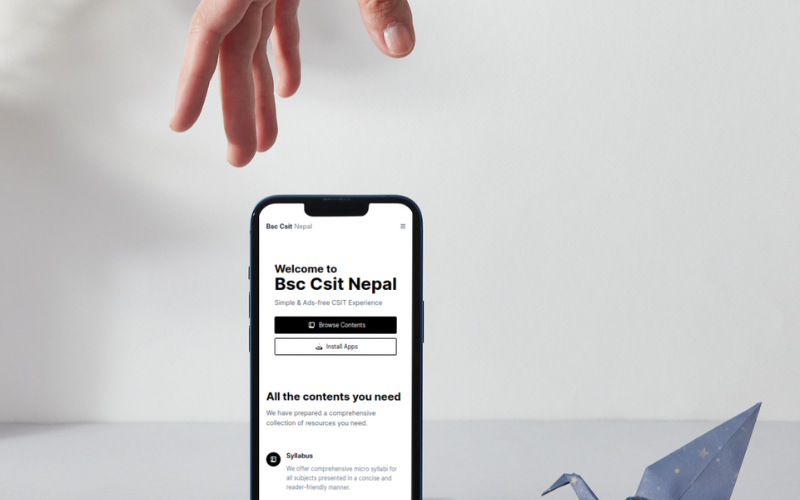 Bsc Csit Nepal
Welcome to
Bsc Csit Nepal
Simple & Ads-free CSIT Experience
Browse Contents
Install Apps
All the contents you need
We have prepared a comprehensive
collection of resources you need.
Syllabus
We offer comprehensive micro syllabi for
all subjects presented in a concise and
reader-friendly manner.